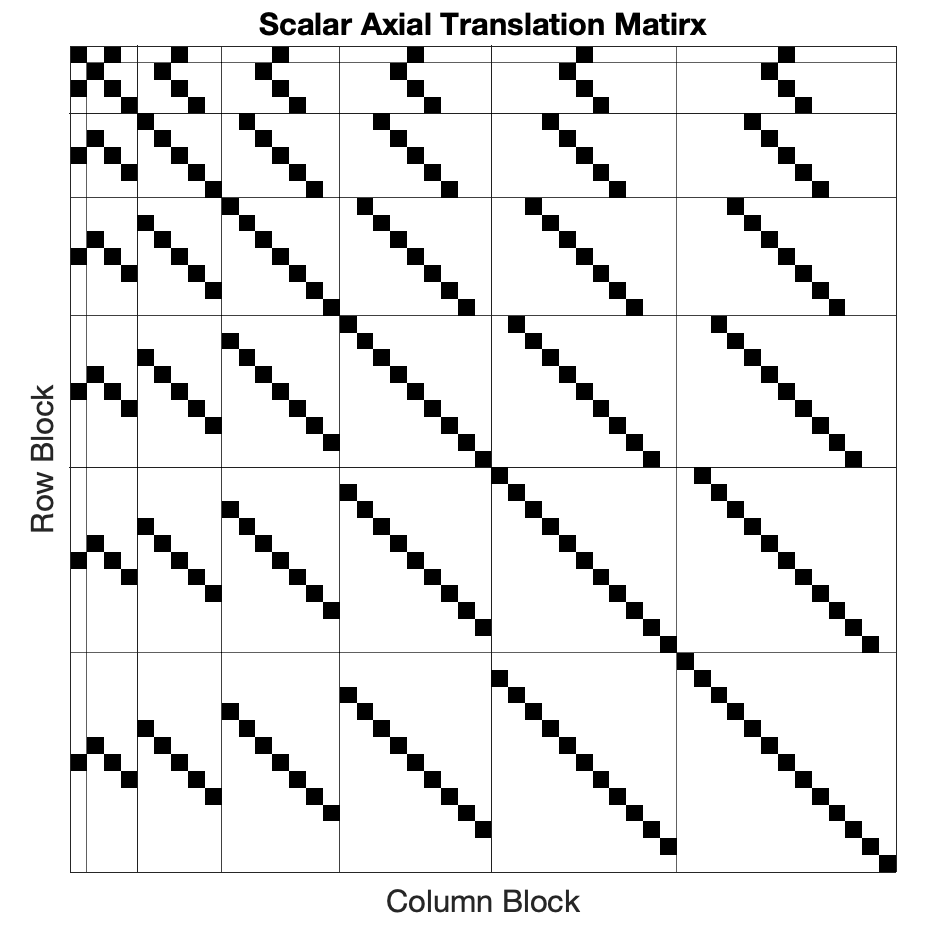 Scalar Axial Translation Matirx
Row Block
Column Block